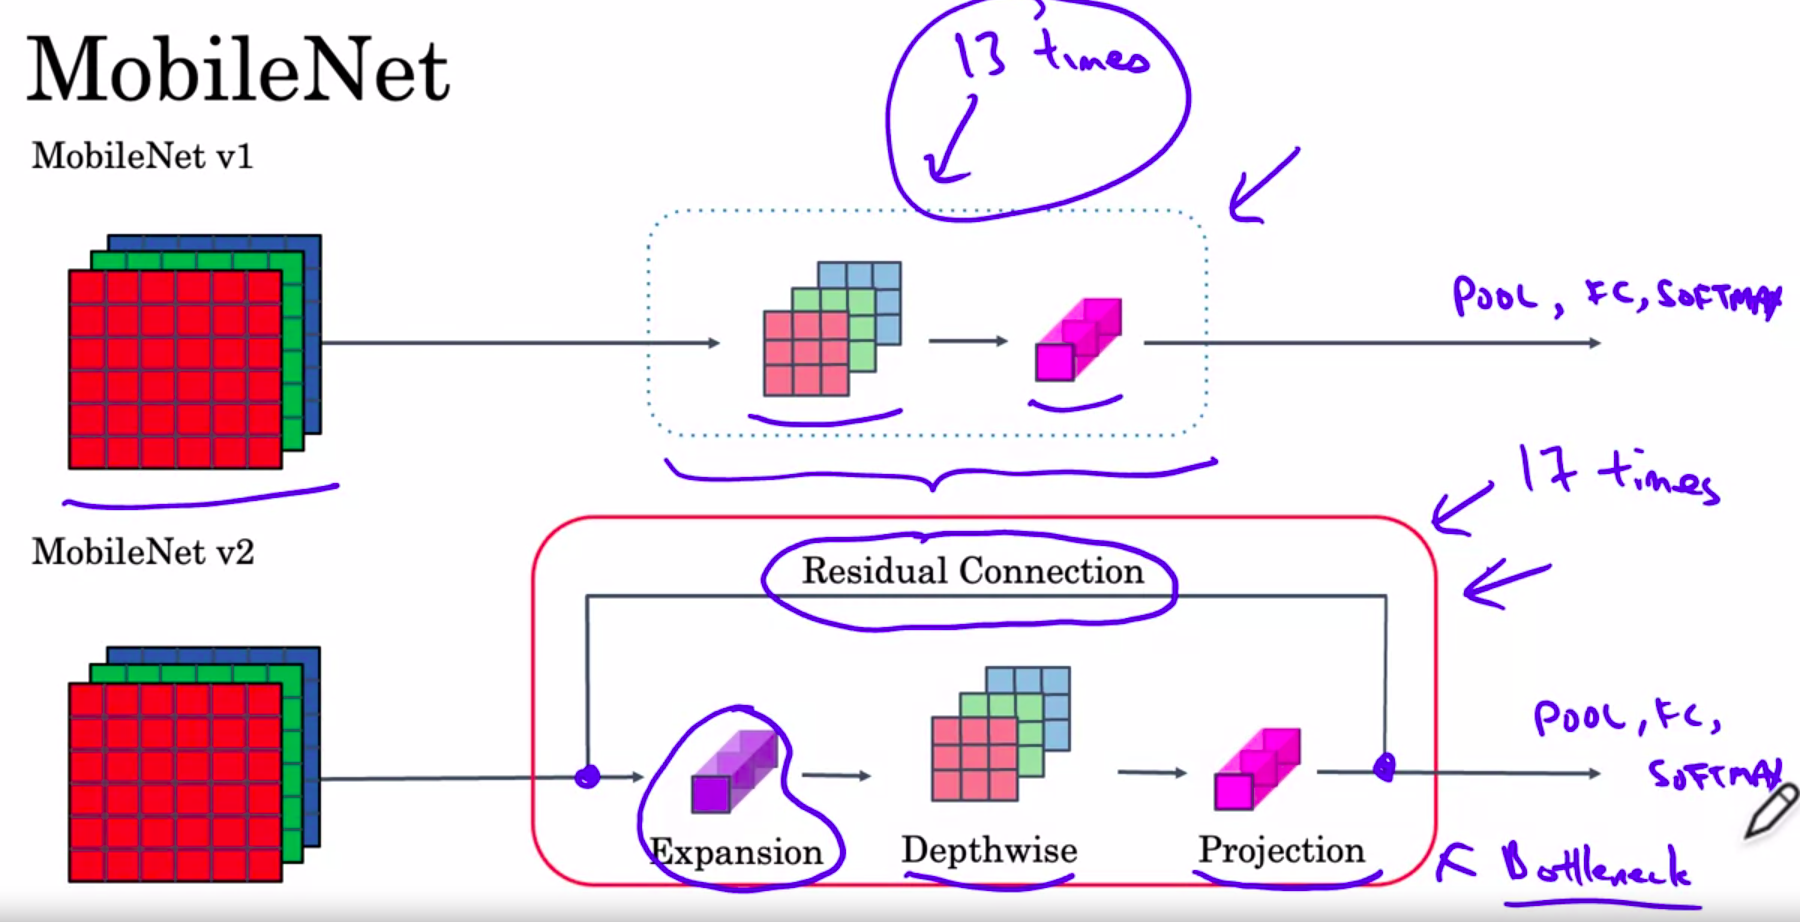 MobileNet
13 times
MobileNet v1
POOL, FC, SOFTMAX
17 times
MobileNet v2
Residual Connection
POOL, FC,
SOFTMAX
Expansion
Depthwise
Projection
Bottleneck